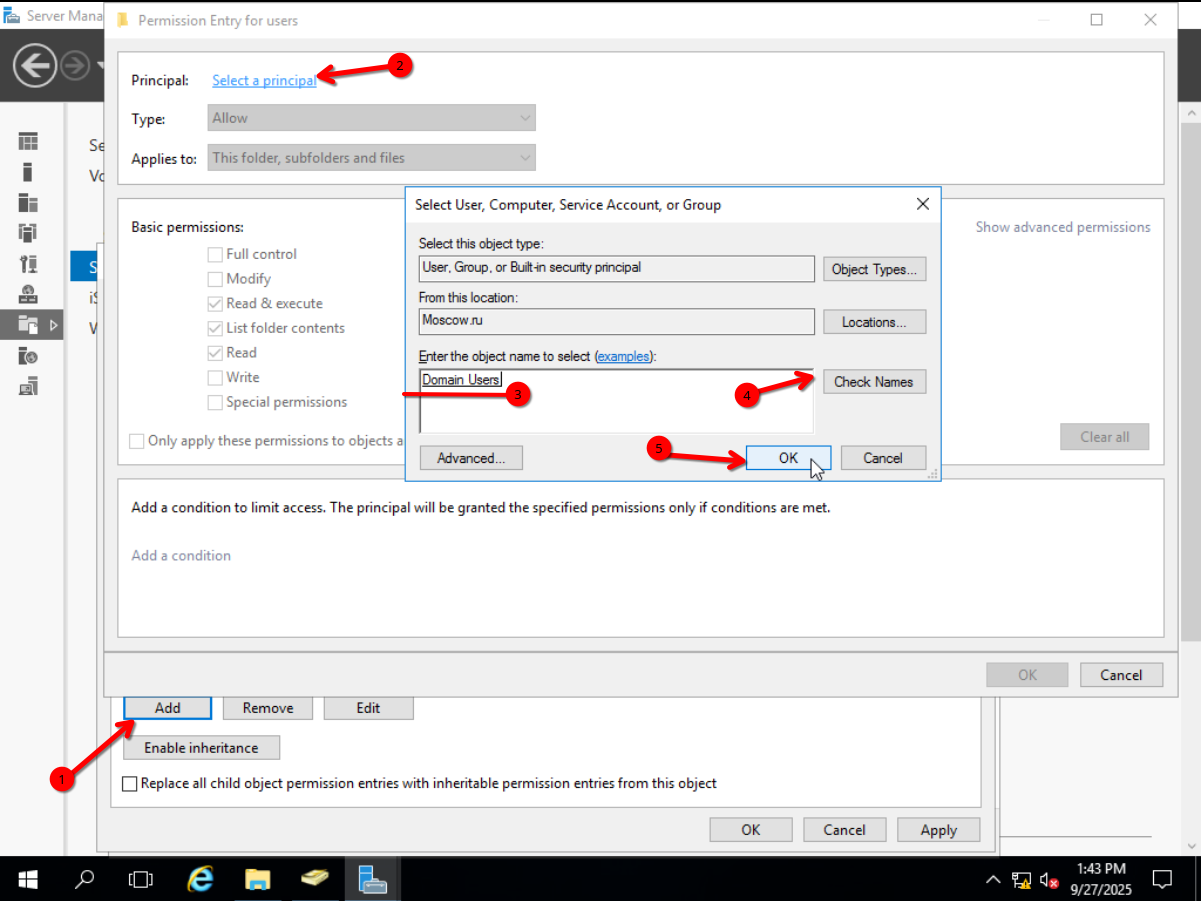 Server Mana
Permission Entry for users
Principal:
Select a principal
2
Type:
Allow
Applies to:
This folder, subfolders and files
Se
Vo
S
iS
W
Basic permissions:
Show advanced permissions
Full control
Modify
Read & execute
List folder contents
Read
Write
Special permissions
Only apply these permissions to objects a
Clear all
Select User, Computer, Service Account, or Group
Select this object type:
User, Group, or Built-in security principal
Object Types...
From this location:
Moscow.ru
Locations...
Enter the object name to select (examples):
Domain Users
3
4
Check Names
5
Advanced...
OK
Cancel
Add a condition to limit access. The principal will be granted the specified permissions only if conditions are met.
Add a condition
OK
Cancel
Add
Remove
Edit
Enable inheritance
1
Replace all child object permission entries with inheritable permission entries from this object
OK
Cancel
Apply
1:43 PM
9/27/2025